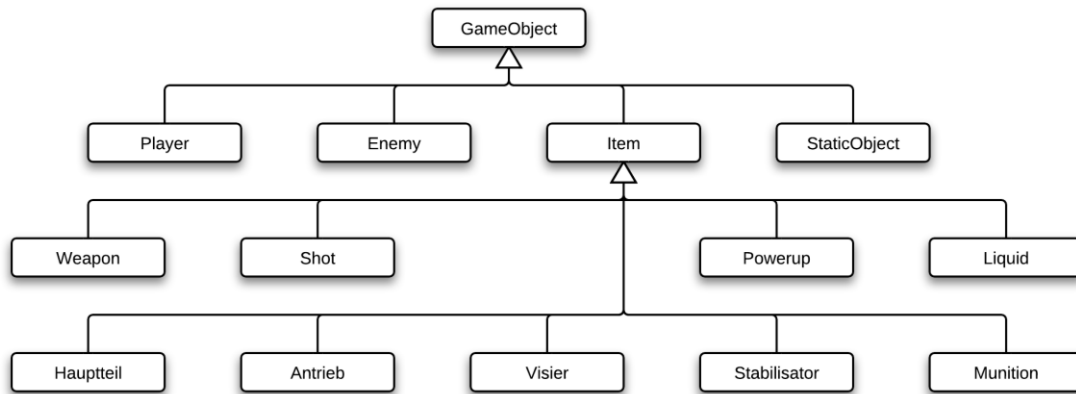 GameObject
Player Enemy Item StaticObject
Weapon Shot Powerup Liquid
Hauptteil Antrieb Visier Stabilisator Munition